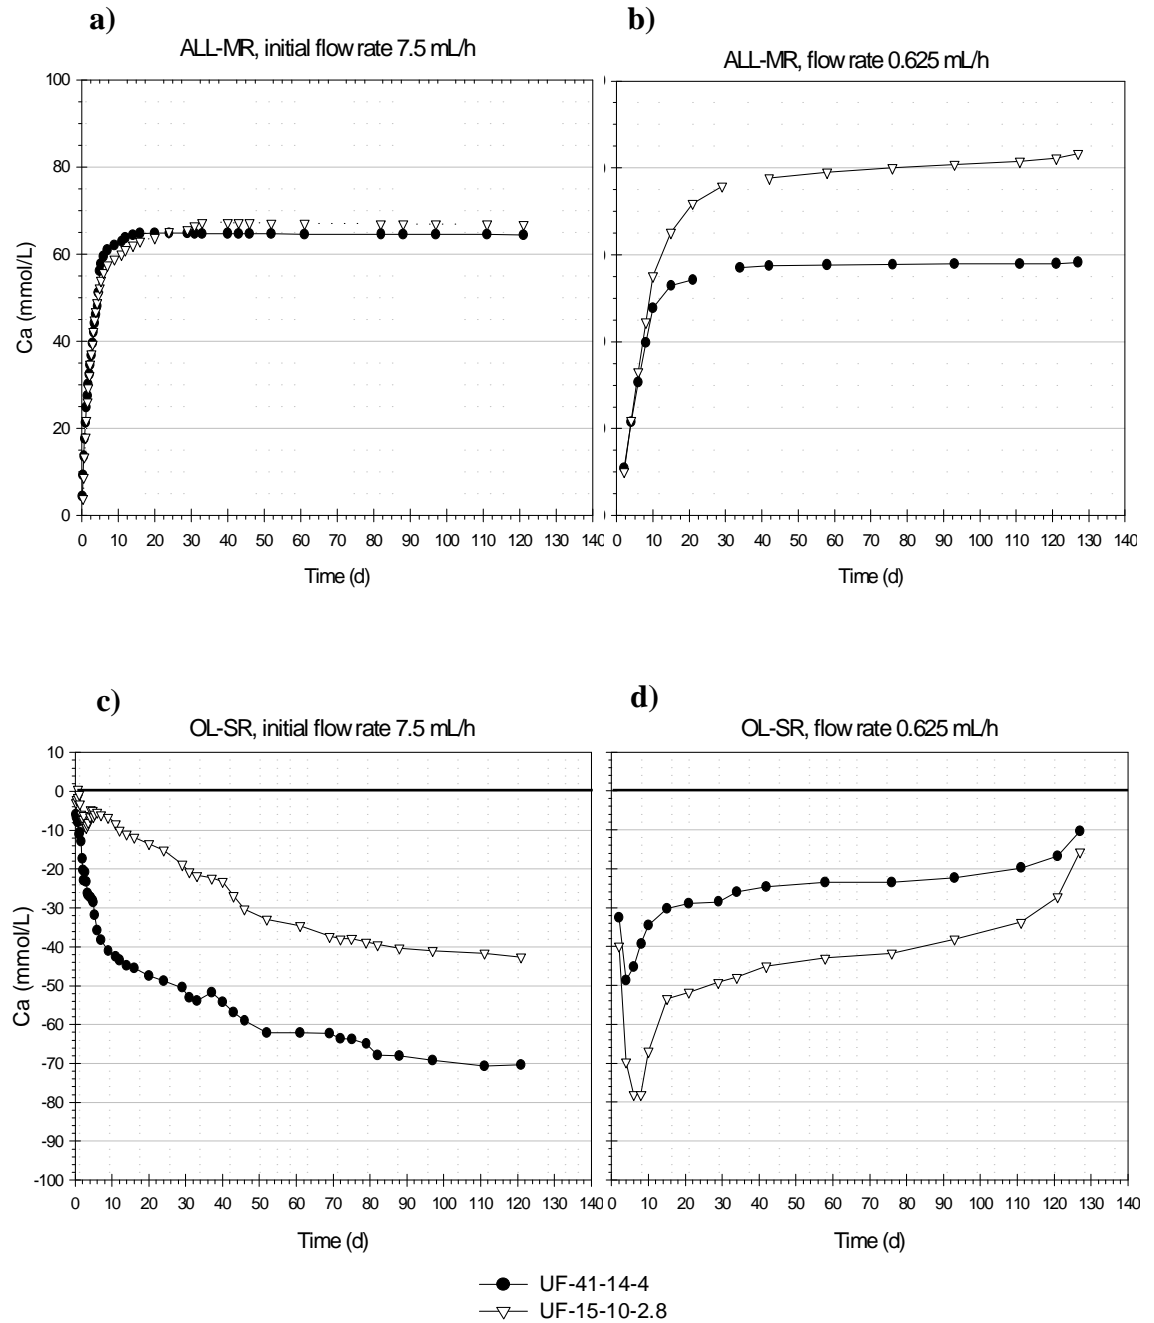 a)
ALL-MR, initial flow rate 7.5 mL/h
100
80
60
40
20
0
Ca (mmol/L)
0 10 20 30 40 50 60 70 80 90 100 110 120 130 140
Time (d)
b)
ALL-MR, flow rate 0.625 mL/h
0 10 20 30 40 50 60 70 80 90 100 110 120 130 140
Time (d)
c)
OL-SR, initial flow rate 7.5 mL/h
10
0
-10
-20
-30
-40
-50
-60
-70
-80
-90
-100
Ca (mmol/L)
0 10 20 30 40 50 60 70 80 90 100 110 120 130 140
Time (d)
d)
OL-SR, flow rate 0.625 mL/h
0 10 20 30 40 50 60 70 80 90 100 110 120 130 140
Time (d)
UF-41-14-4
UF-15-10-2.8